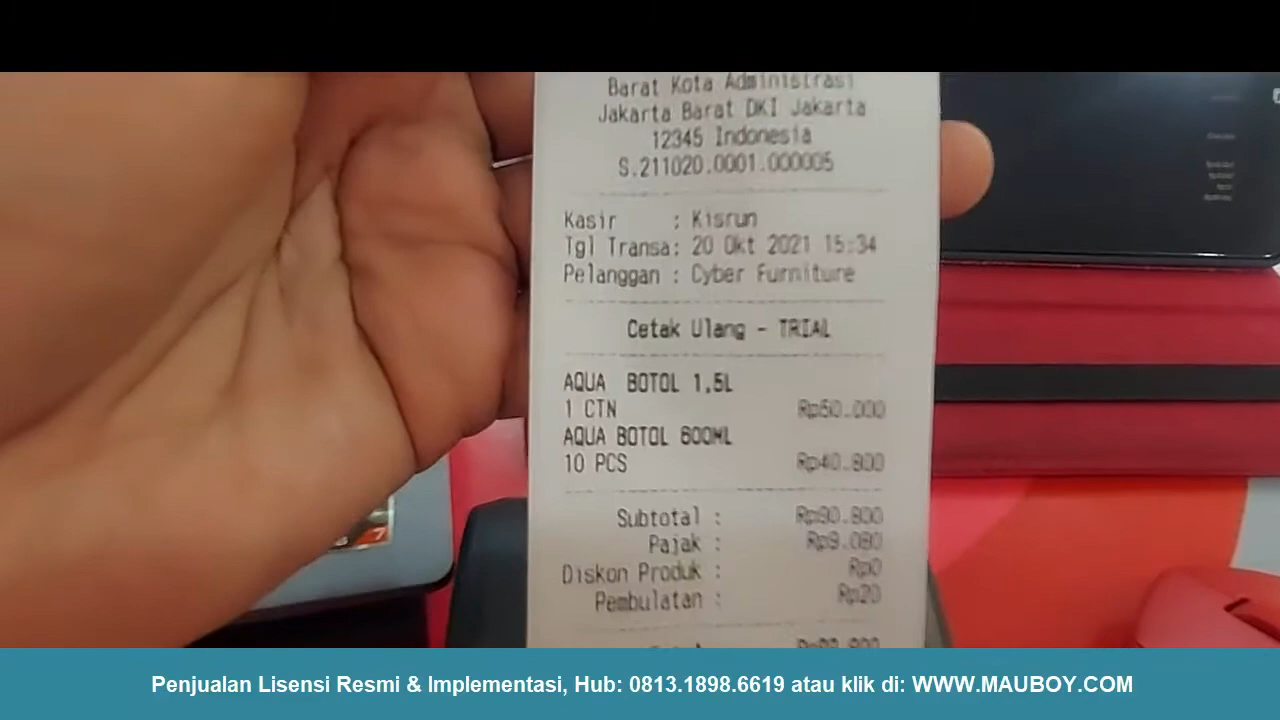 Barat Kota Administrasi
Jakarta Barat DKI Jakarta
12345 Indonesia
S.211020.0001.000005
Kasir : Kisrun
Tgl Transa: 20 Okt 2021 15:34
Pelanggan : Cyber Furniture
Cetak Ulang - TRIAL
AQUA BOTOL 1,5L
1 CTN Rp50.000
AQUA BOTOL 600ML
10 PCS Rp40.800
Subtotal : Rp90.800
Pajak : Rp9.080
Diskon Produk : Rp0
Pembulatan : Rp20
Penjualan Lisensi Resmi & Implementasi, Hub: 0813.1898.6619 atau klik di: WWW.MAUBOY.COM